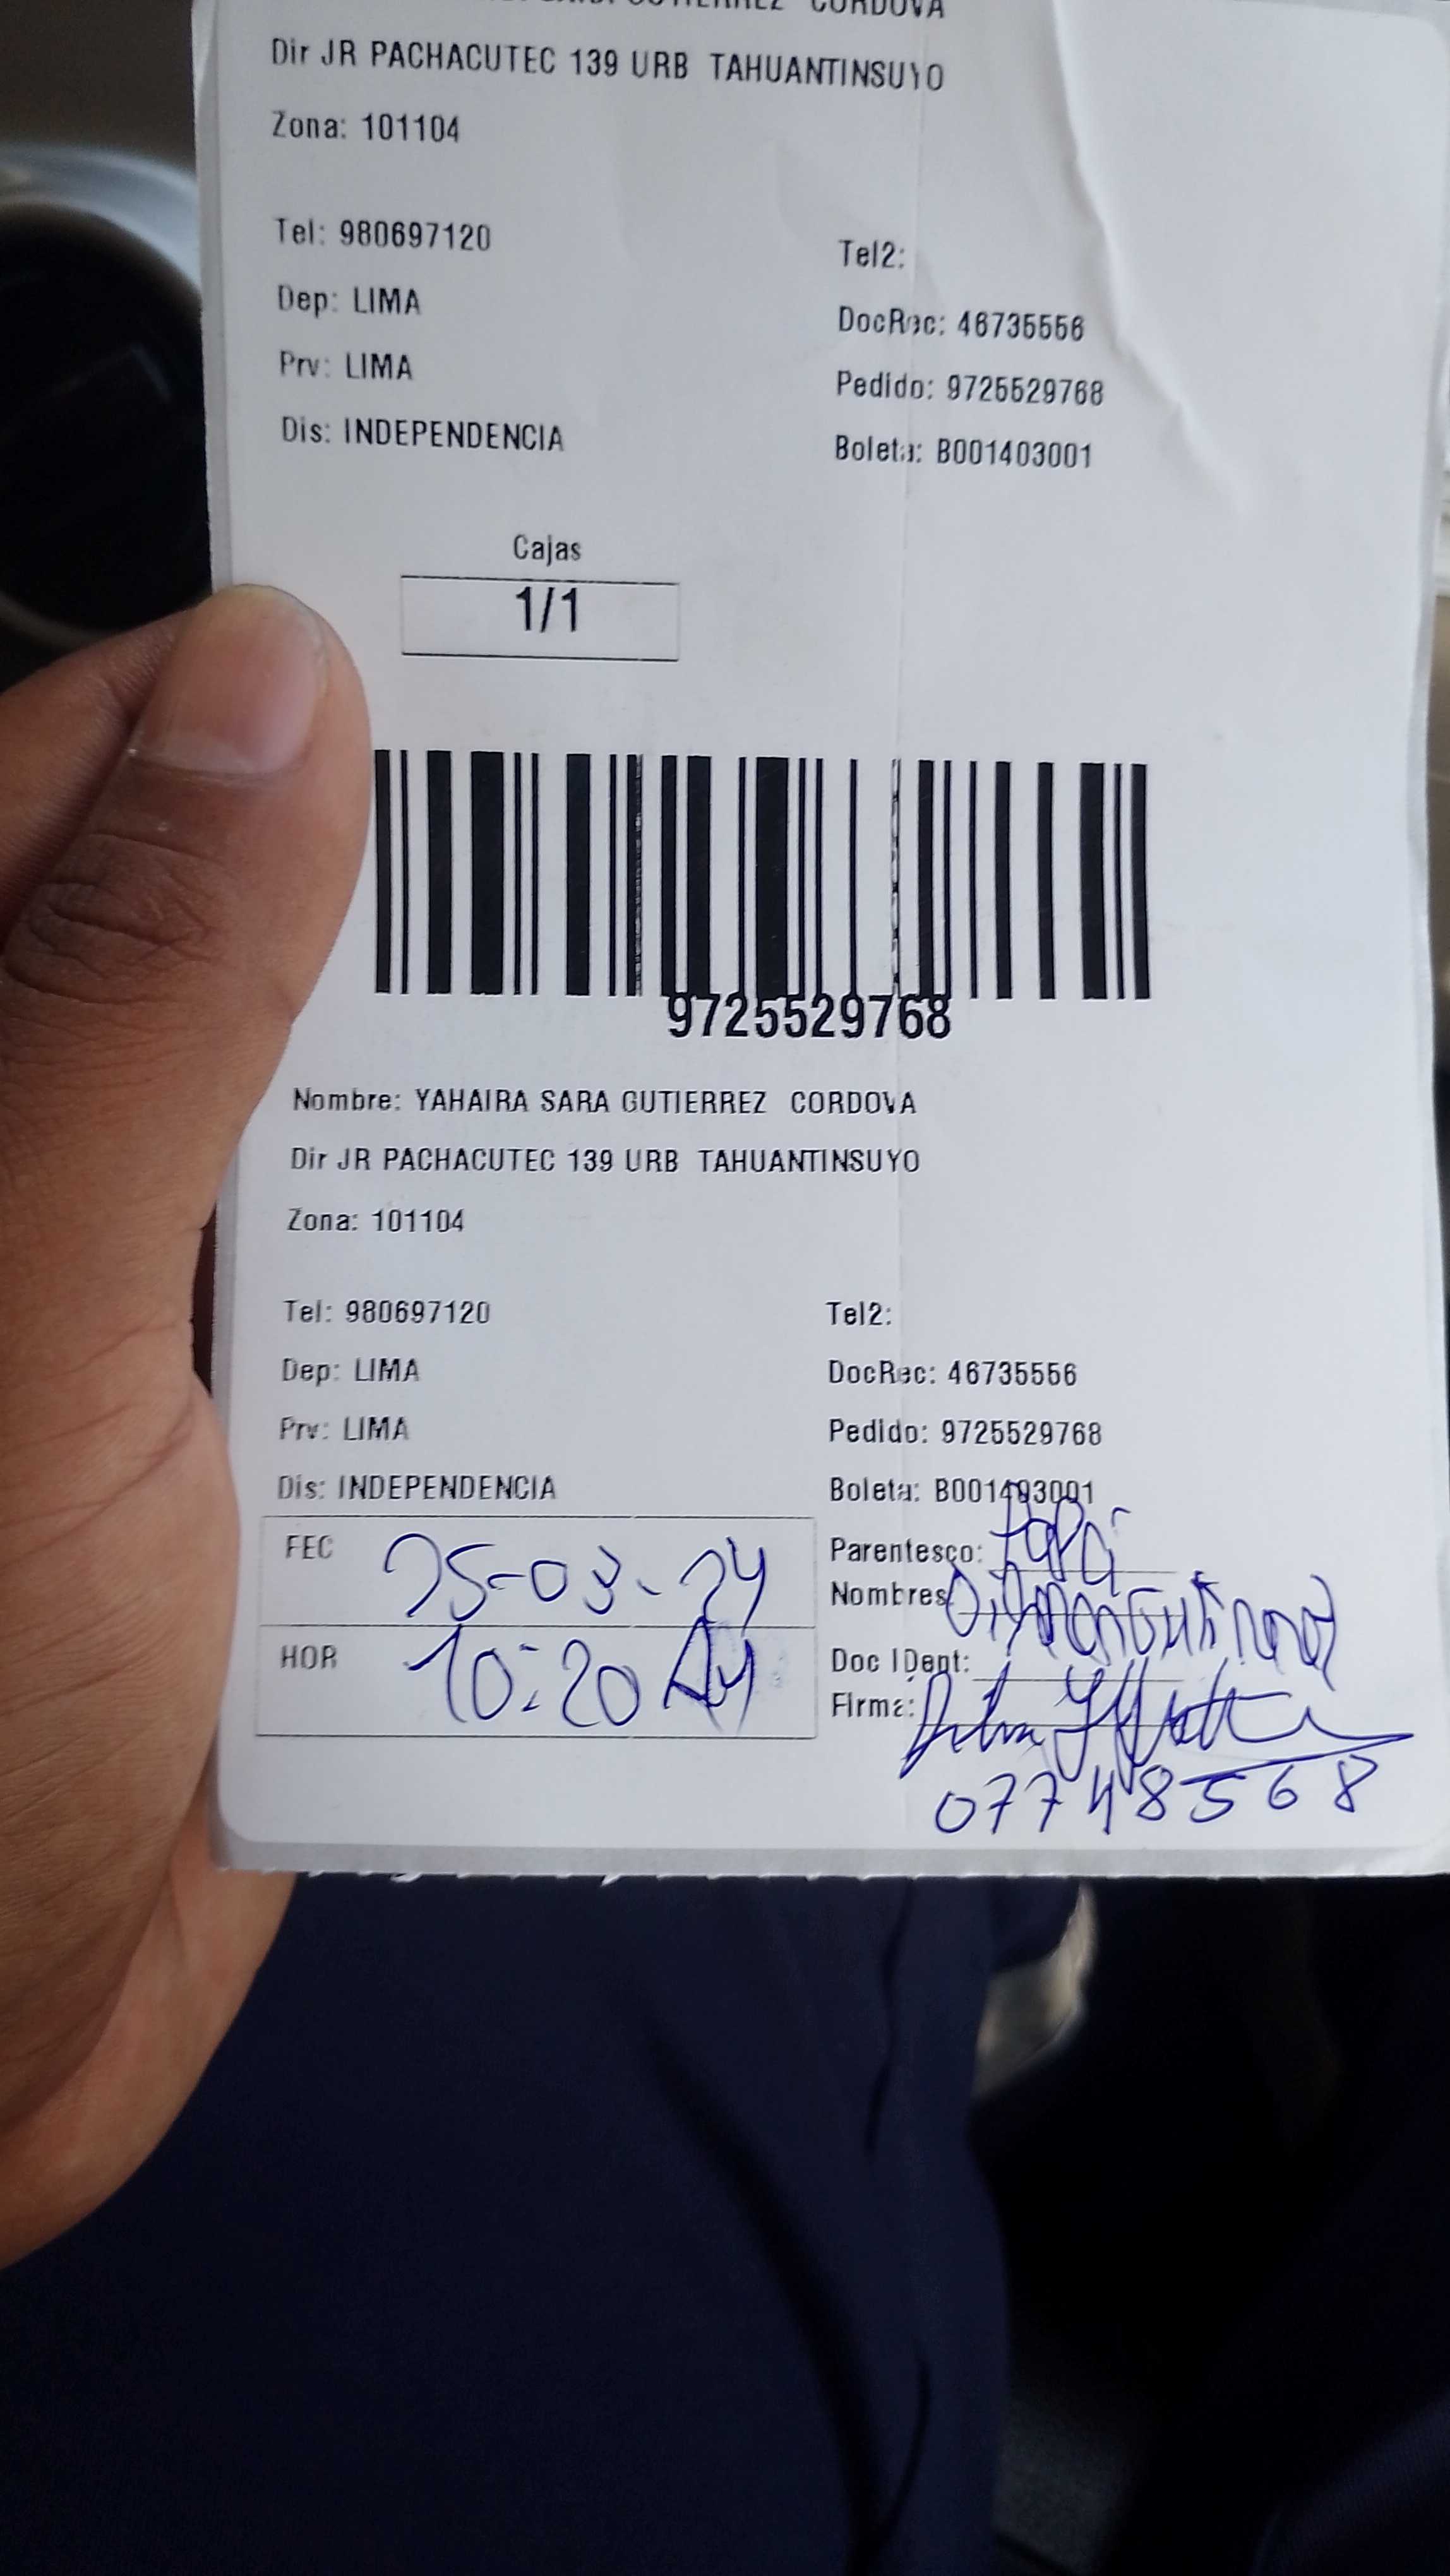 GUTIERREZ CORDOVA
Dir JR PACHACUTEC 139 URB TAHUANTINSUYO
Zona: 101104
Tel: 980697120
Tel2:
Dep: LIMA
DocRec: 46735556
Prv: LIMA
Pedido: 9725529768
Dis: INDEPENDENCIA
Boleta: B001403001
Cajas
1/1
9725529768
Nombre: YAHAIRA SARA GUTIERREZ CORDOVA
Dir JR PACHACUTEC 139 URB TAHUANTINSUYO
Zona: 101104
Tel: 980697120
Tel2:
Dep: LIMA
DocRec: 46735556
Prv: LIMA
Pedido: 9725529768
Dis: INDEPENDENCIA
Boleta: B001403001
FEC 25-03-24
Parentesco: Papá
Nombres
HOR 10:20 AM
Doc IDent:
Firma:
07748568